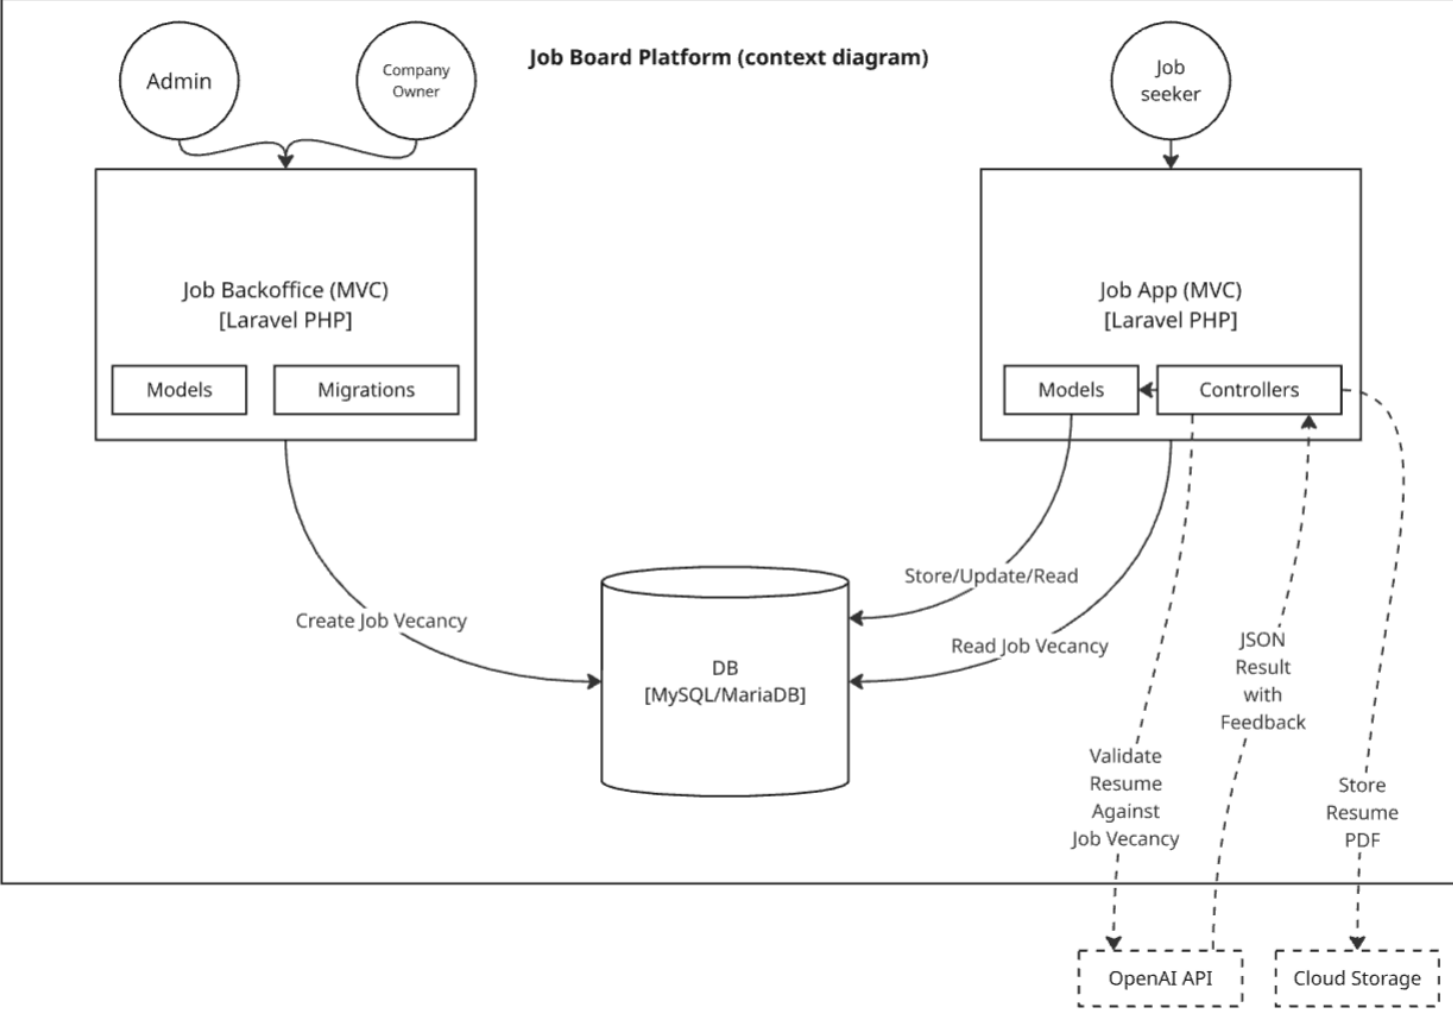 Job Board Platform (context diagram)
Admin
Company
Owner
Job
seeker
Job Backoffice (MVC)
[Laravel PHP]
Models
Migrations
Job App (MVC)
[Laravel PHP]
Models
Controllers
Create Job Vecancy
Store/Update/Read
Read Job Vecancy
DB
[MySQL/MariaDB]
Validate
Resume
Against
Job Vecancy
JSON
Result
with
Feedback
Store
Resume
PDF
OpenAI API
Cloud Storage